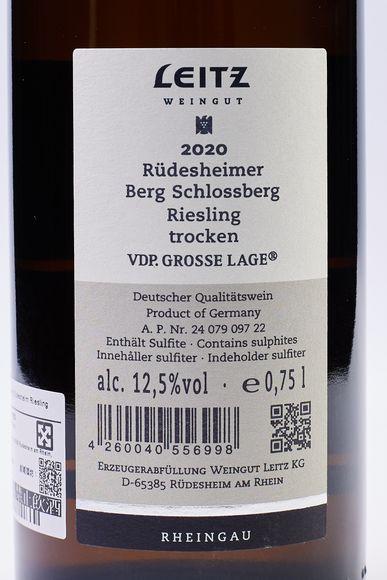 LEITZ
WEINGUT
2020
Rüdesheimer
Berg Schlossberg
Riesling
trocken
VDP. GROSSE LAGE®
Deutscher Qualitätswein
Product of Germany
A. P. Nr. 24 079 097 22
Enthält Sulfite · Contains sulphites
Innehåller sulfiter · Indeholder sulfiter
alc. 12,5%vol · e 0,75 l
4 260040 556998
Erzeugerabfüllung Weingut Leitz KG
D-65385 Rüdesheim am Rhein
RHEINGAU
Riesling